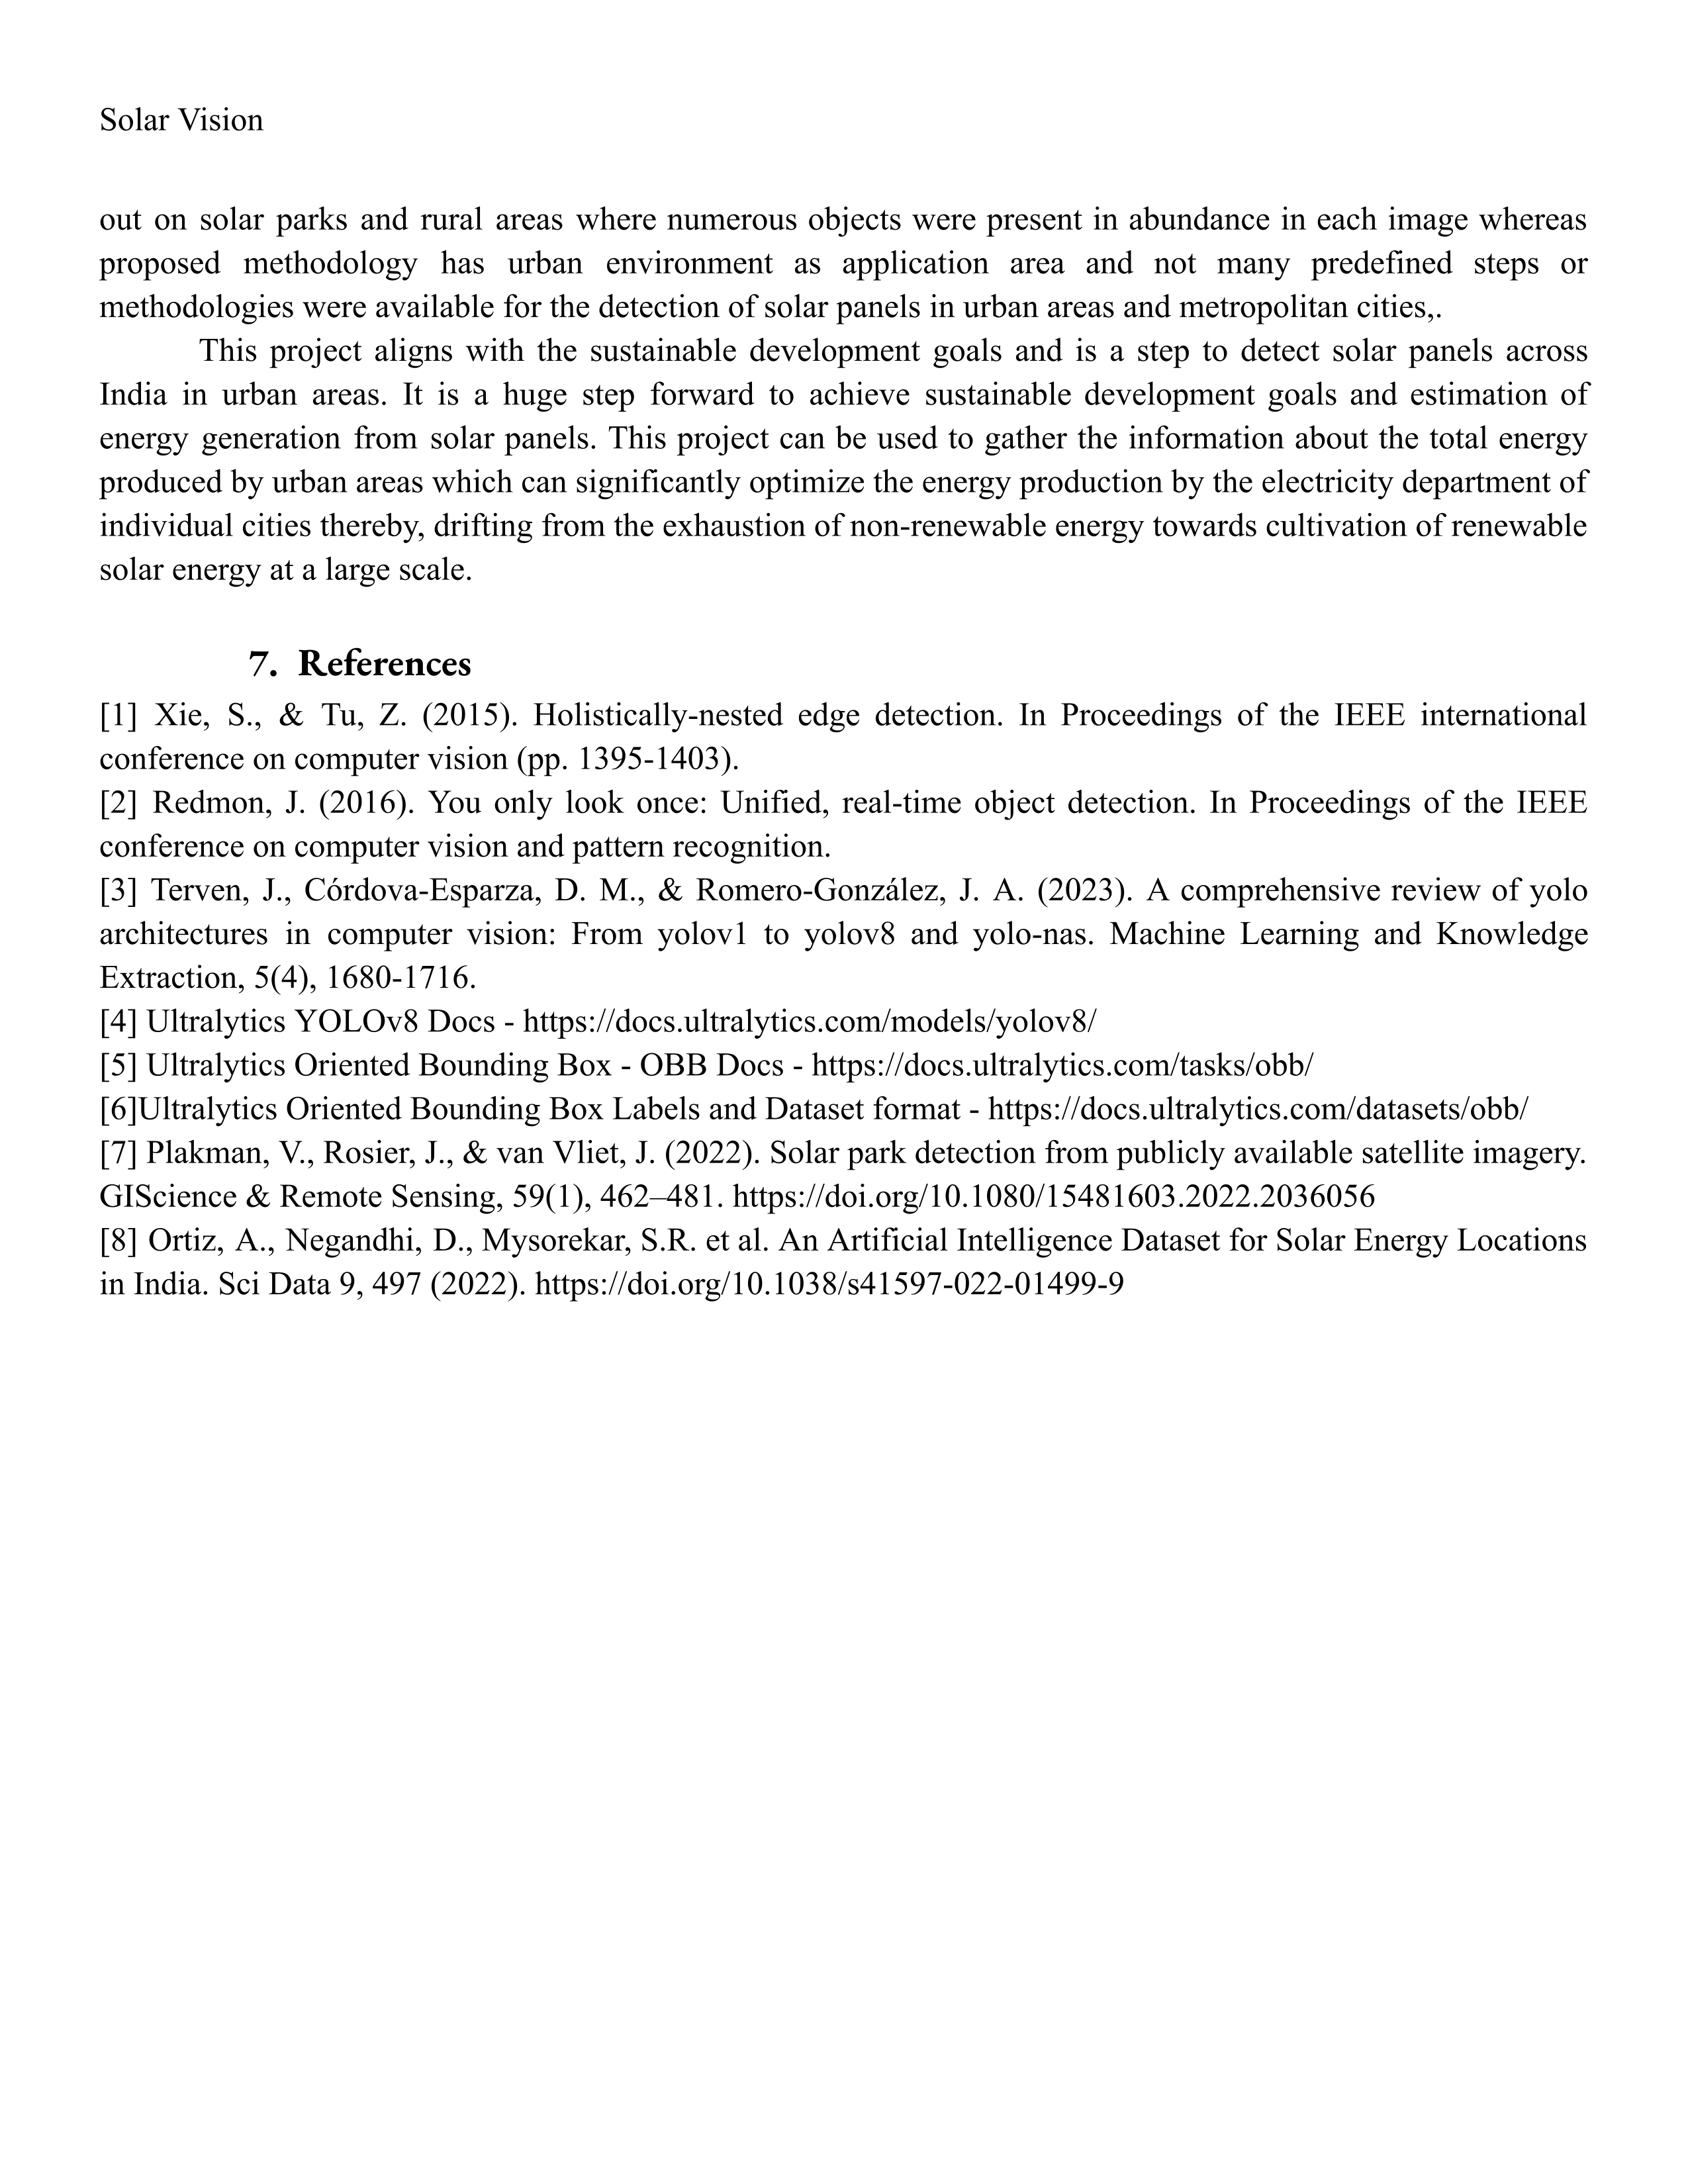 Solar Vision
out on solar parks and rural areas where numerous objects were present in abundance in each image whereas
proposed methodology has urban environment as application area and not many predefined steps or
methodologies were available for the detection of solar panels in urban areas and metropolitan cities,.
This project aligns with the sustainable development goals and is a step to detect solar panels across
India in urban areas. It is a huge step forward to achieve sustainable development goals and estimation of
energy generation from solar panels. This project can be used to gather the information about the total energy
produced by urban areas which can significantly optimize the energy production by the electricity department of
individual cities thereby, drifting from the exhaustion of non-renewable energy towards cultivation of renewable
solar energy at a large scale.
7. References
[1] Xie, S., & Tu, Z. (2015). Holistically-nested edge detection. In Proceedings of the IEEE international
conference on computer vision (pp. 1395-1403).
[2] Redmon, J. (2016). You only look once: Unified, real-time object detection. In Proceedings of the IEEE
conference on computer vision and pattern recognition.
[3] Terven, J., Córdova-Esparza, D. M., & Romero-González, J. A. (2023). A comprehensive review of yolo
architectures in computer vision: From yolov1 to yolov8 and yolo-nas. Machine Learning and Knowledge
Extraction, 5(4), 1680-1716.
[4] Ultralytics YOLOv8 Docs - https://docs.ultralytics.com/models/yolov8/
[5] Ultralytics Oriented Bounding Box - OBB Docs - https://docs.ultralytics.com/tasks/obb/
[6]Ultralytics Oriented Bounding Box Labels and Dataset format - https://docs.ultralytics.com/datasets/obb/
[7] Plakman, V., Rosier, J., & van Vliet, J. (2022). Solar park detection from publicly available satellite imagery.
GIScience & Remote Sensing, 59(1), 462–481. https://doi.org/10.1080/15481603.2022.2036056
[8] Ortiz, A., Negandhi, D., Mysorekar, S.R. et al. An Artificial Intelligence Dataset for Solar Energy Locations
in India. Sci Data 9, 497 (2022). https://doi.org/10.1038/s41597-022-01499-9